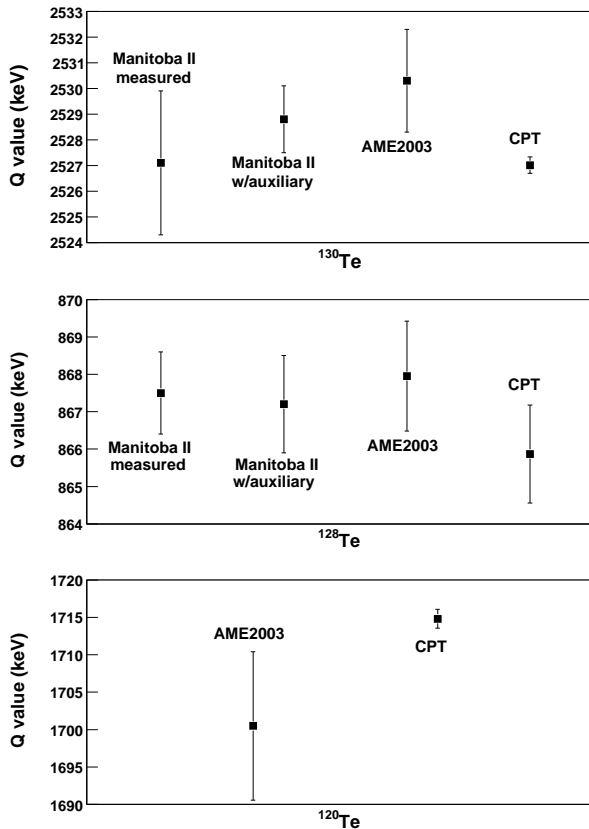 2533
2532
2531
2530
2529
2528
2527
2526
2525
2524
Q value (keV)
Manitoba II
measured
Manitoba II
w/auxiliary
AME2003
CPT
¹³⁰Te
870
869
868
867
866
865
864
Q value (keV)
Manitoba II
measured
Manitoba II
w/auxiliary
AME2003
CPT
¹²⁸Te
1720
1715
1710
1705
1700
1695
1690
Q value (keV)
AME2003
CPT
¹²⁰Te